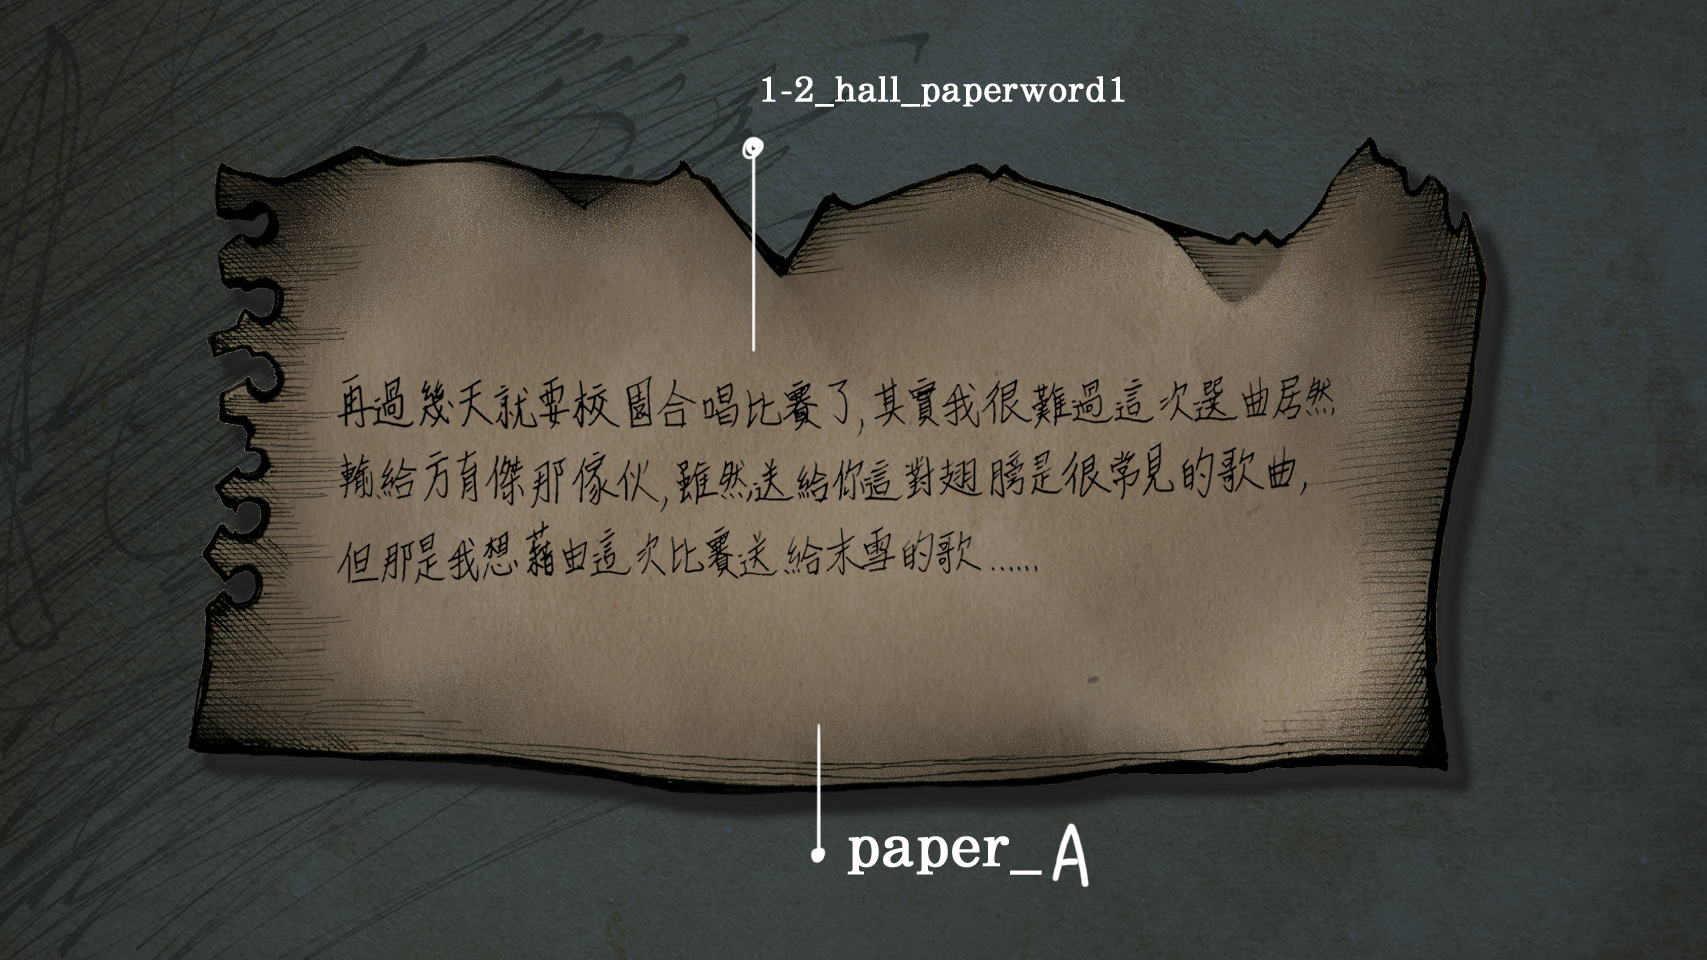 1-2_hall_paperword1
再過幾天就要校園合唱比賽了,其實我很難過這次選曲居然
輸給方育傑那傢伙,雖然送給你這對翅膀是很常見的歌曲,
但那是我想藉由這次比賽送給末雪的歌……
paper_A